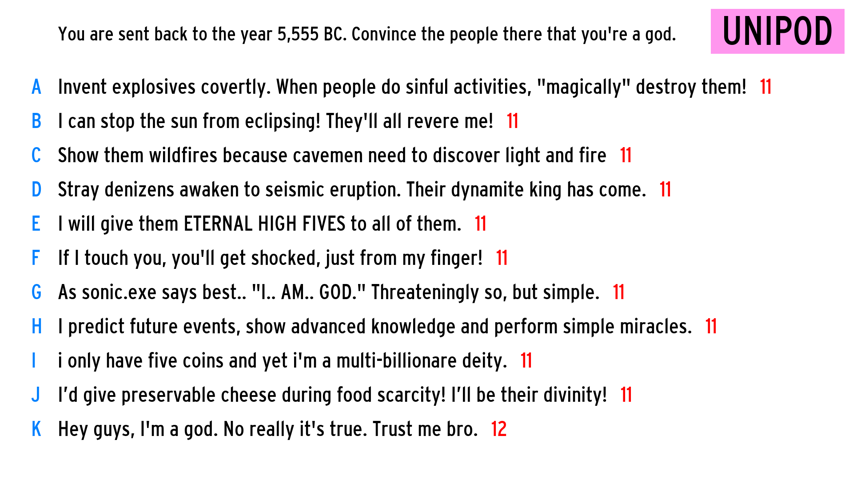 You are sent back to the year 5,555 BC. Convince the people there that you're a god.
UNIPOD
A Invent explosives covertly. When people do sinful activities, "magically" destroy them! 11
B I can stop the sun from eclipsing! They'll all revere me! 11
C Show them wildfires because cavemen need to discover light and fire 11
D Stray denizens awaken to seismic eruption. Their dynamite king has come. 11
E I will give them ETERNAL HIGH FIVES to all of them. 11
F If I touch you, you'll get shocked, just from my finger! 11
G As sonic.exe says best.. "I.. AM.. GOD." Threateningly so, but simple. 11
H I predict future events, show advanced knowledge and perform simple miracles. 11
I i only have five coins and yet i'm a multi-billionare deity. 11
J I’d give preservable cheese during food scarcity! I’ll be their divinity! 11
K Hey guys, I'm a god. No really it's true. Trust me bro. 12